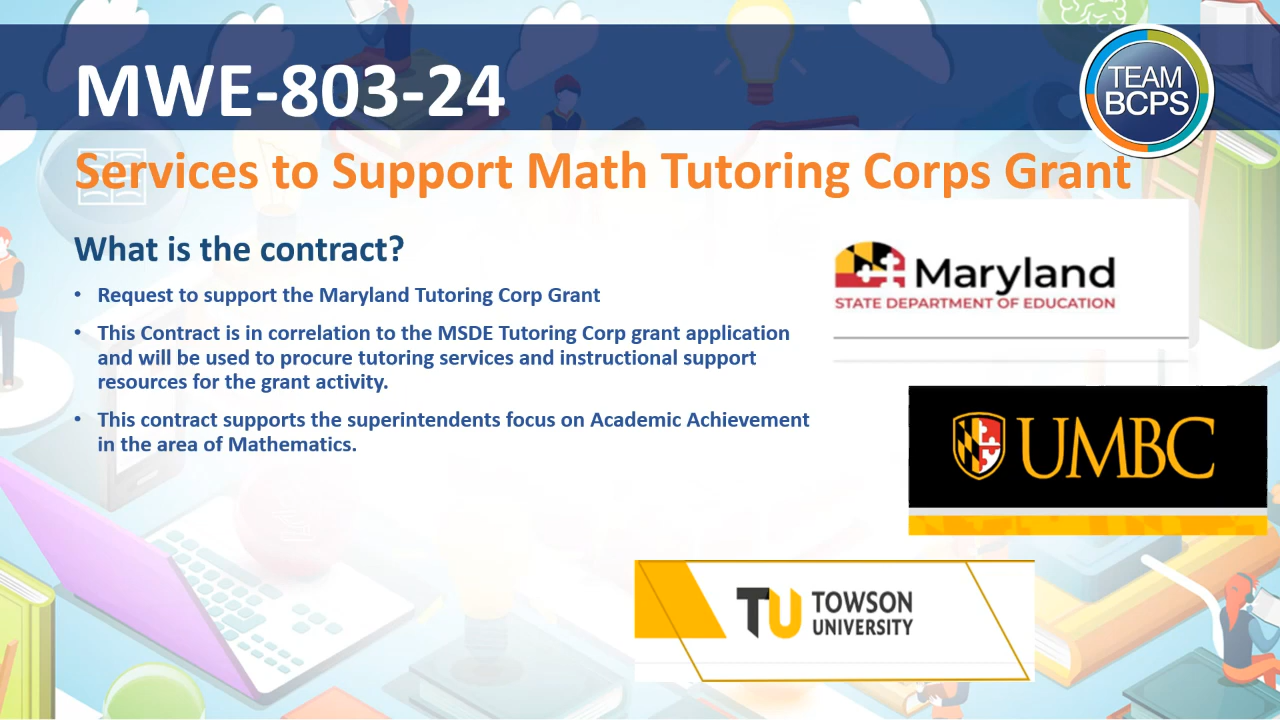 MWE-803-24
TEAM
BCPS
Services to Support Math Tutoring Corps Grant
What is the contract?
• Request to support the Maryland Tutoring Corp Grant
• This Contract is in correlation to the MSDE Tutoring Corp grant application
and will be used to procure tutoring services and instructional support
resources for the grant activity.
• This contract supports the superintendents focus on Academic Achievement
in the area of Mathematics.
Maryland
STATE DEPARTMENT OF EDUCATION
UMBC
TU TOWSON
UNIVERSITY